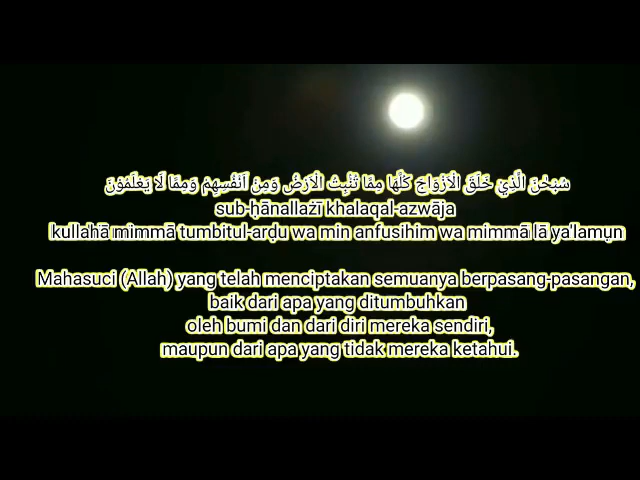 سُبْحٰنَ الَّذِيْ خَلَقَ الْاَزْوَاجَ كُلَّهَا مِمَّا تُنْۢبِتُ الْاَرْضُ وَمِنْ اَنْفُسِهِمْ وَمِمَّا لَا يَعْلَمُوْنَ
sub-ḥānallażī khalaqal-azwāja
kullahā mimmā tumbitul-arḍu wa min anfusihim wa mimmā lā ya'lamụn
Mahasuci (Allah) yang telah menciptakan semuanya berpasang-pasangan,
baik dari apa yang ditumbuhkan
oleh bumi dan dari diri mereka sendiri,
maupun dari apa yang tidak mereka ketahui.